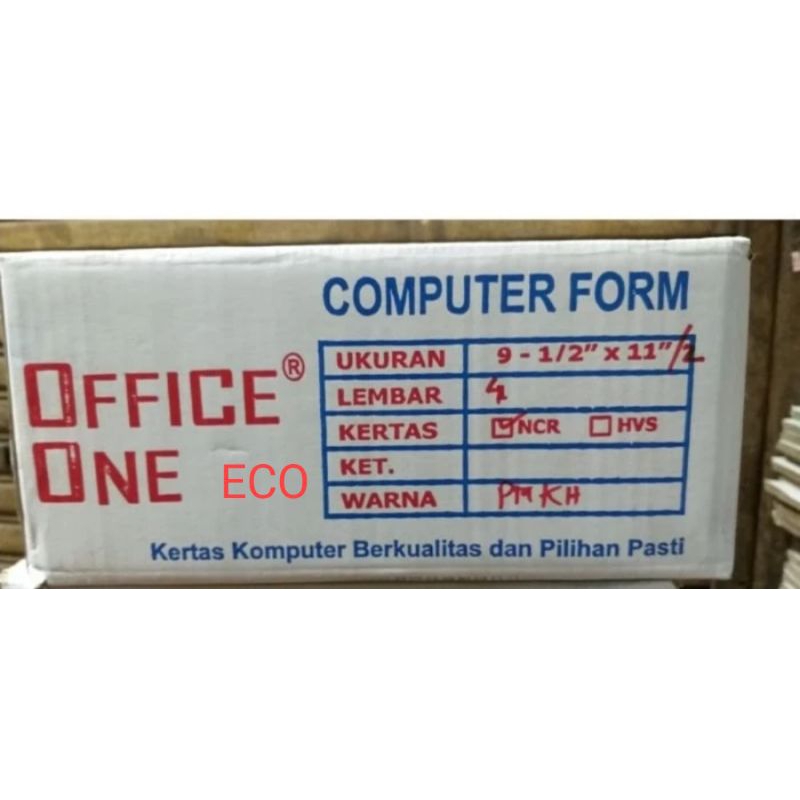 COMPUTER FORM
OFFICE ONE® ECO
UKURAN 9 - 1/2" x 11"/2
LEMBAR 4
KERTAS NCR HVS
KET.
WARNA PMKH
Kertas Komputer Berkualitas dan Pilihan Pasti